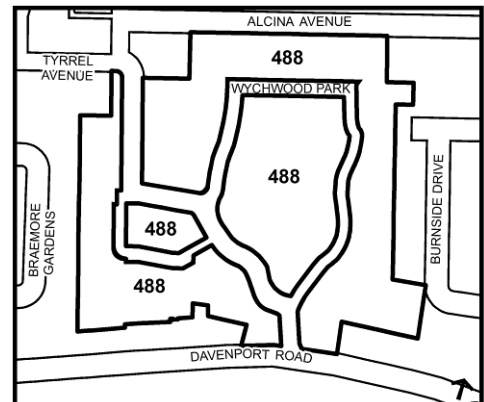 ALCINA AVENUE
488
TYRREL
AVENUE
WYCHWOOD PARK
488
488
BRAEMORE
GARDENS
BURNSIDE DRIVE
488
DAVENPORT ROAD